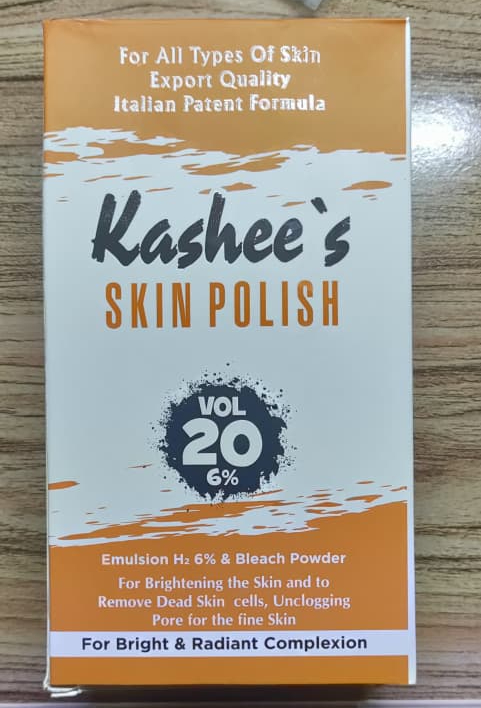 For All Types Of Skin
Export Quality
Italian Patent Formula
Kashee`s
SKIN POLISH
VOL
20
6%
Emulsion H₂ 6% & Bleach Powder
For Brightening the Skin and to
Remove Dead Skin cells, Unclogging
Pore for the fine Skin
For Bright & Radiant Complexion